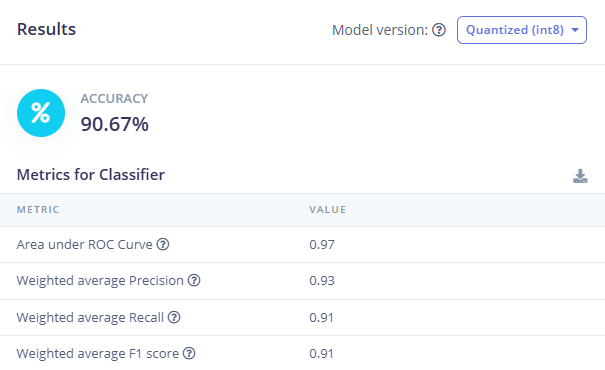 Results
Model version: Quantized (int8)
%
ACCURACY
90.67%
Metrics for Classifier
METRIC VALUE
Area under ROC Curve 0.97
Weighted average Precision 0.93
Weighted average Recall 0.91
Weighted average F1 score 0.91